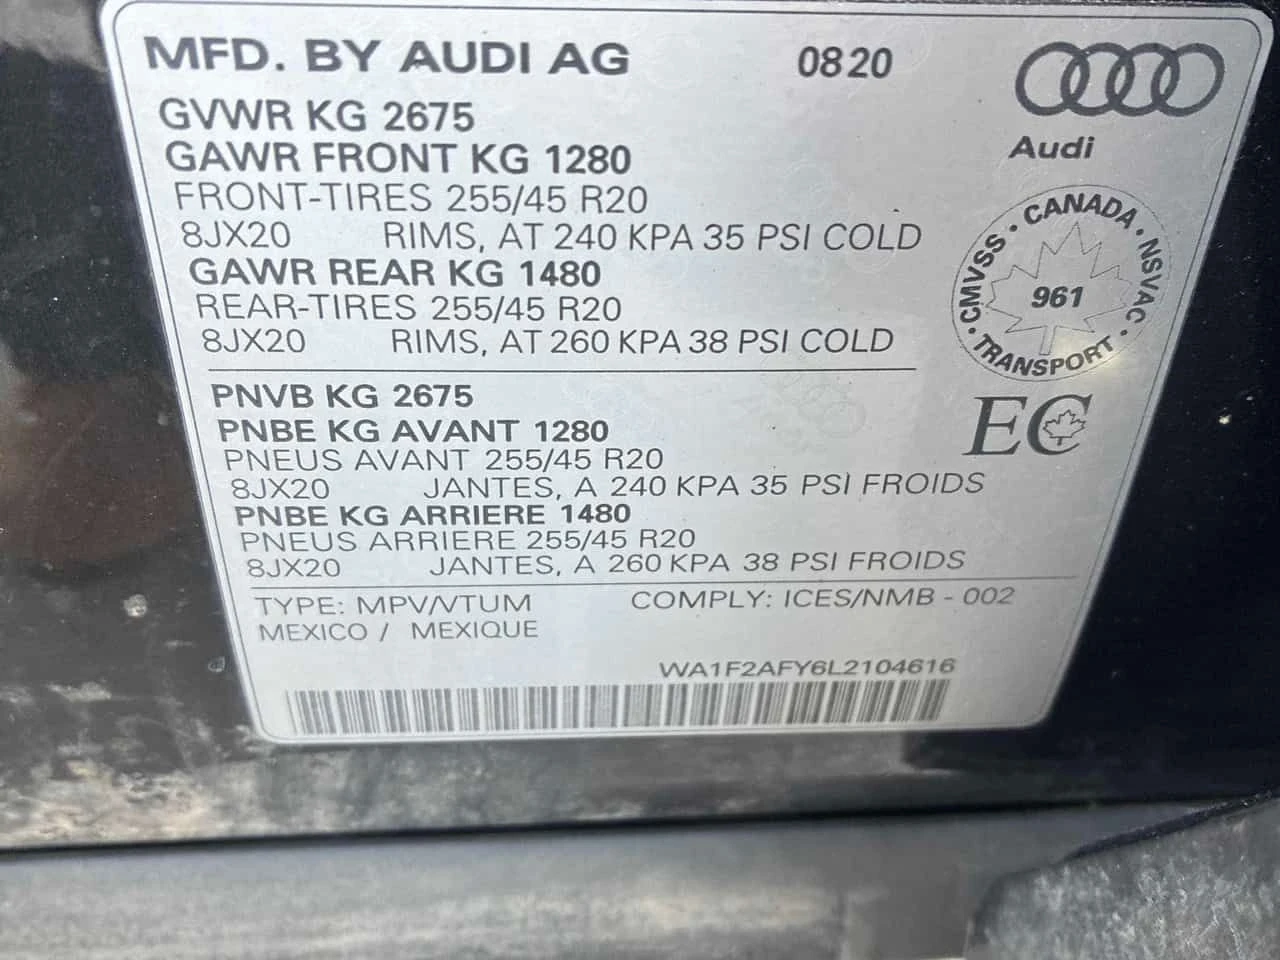 MFD. BY AUDI AG 0820
Audi
GVWR KG 2675
GAWR FRONT KG 1280
FRONT-TIRES 255/45 R20
8JX20 RIMS, AT 240 KPA 35 PSI COLD
GAWR REAR KG 1480
REAR-TIRES 255/45 R20
8JX20 RIMS, AT 260 KPA 38 PSI COLD
CMVSS · CANADA · NSVAC · TRANSPORT ·
961
EC
PNVB KG 2675
PNBE KG AVANT 1280
PNEUS AVANT 255/45 R20
8JX20 JANTES, A 240 KPA 35 PSI FROIDS
PNBE KG ARRIERE 1480
PNEUS ARRIERE 255/45 R20
8JX20 JANTES, A 260 KPA 38 PSI FROIDS
TYPE: MPV/VTUM COMPLY: ICES/NMB - 002
MEXICO / MEXIQUE
WA1F2AFY6L2104616